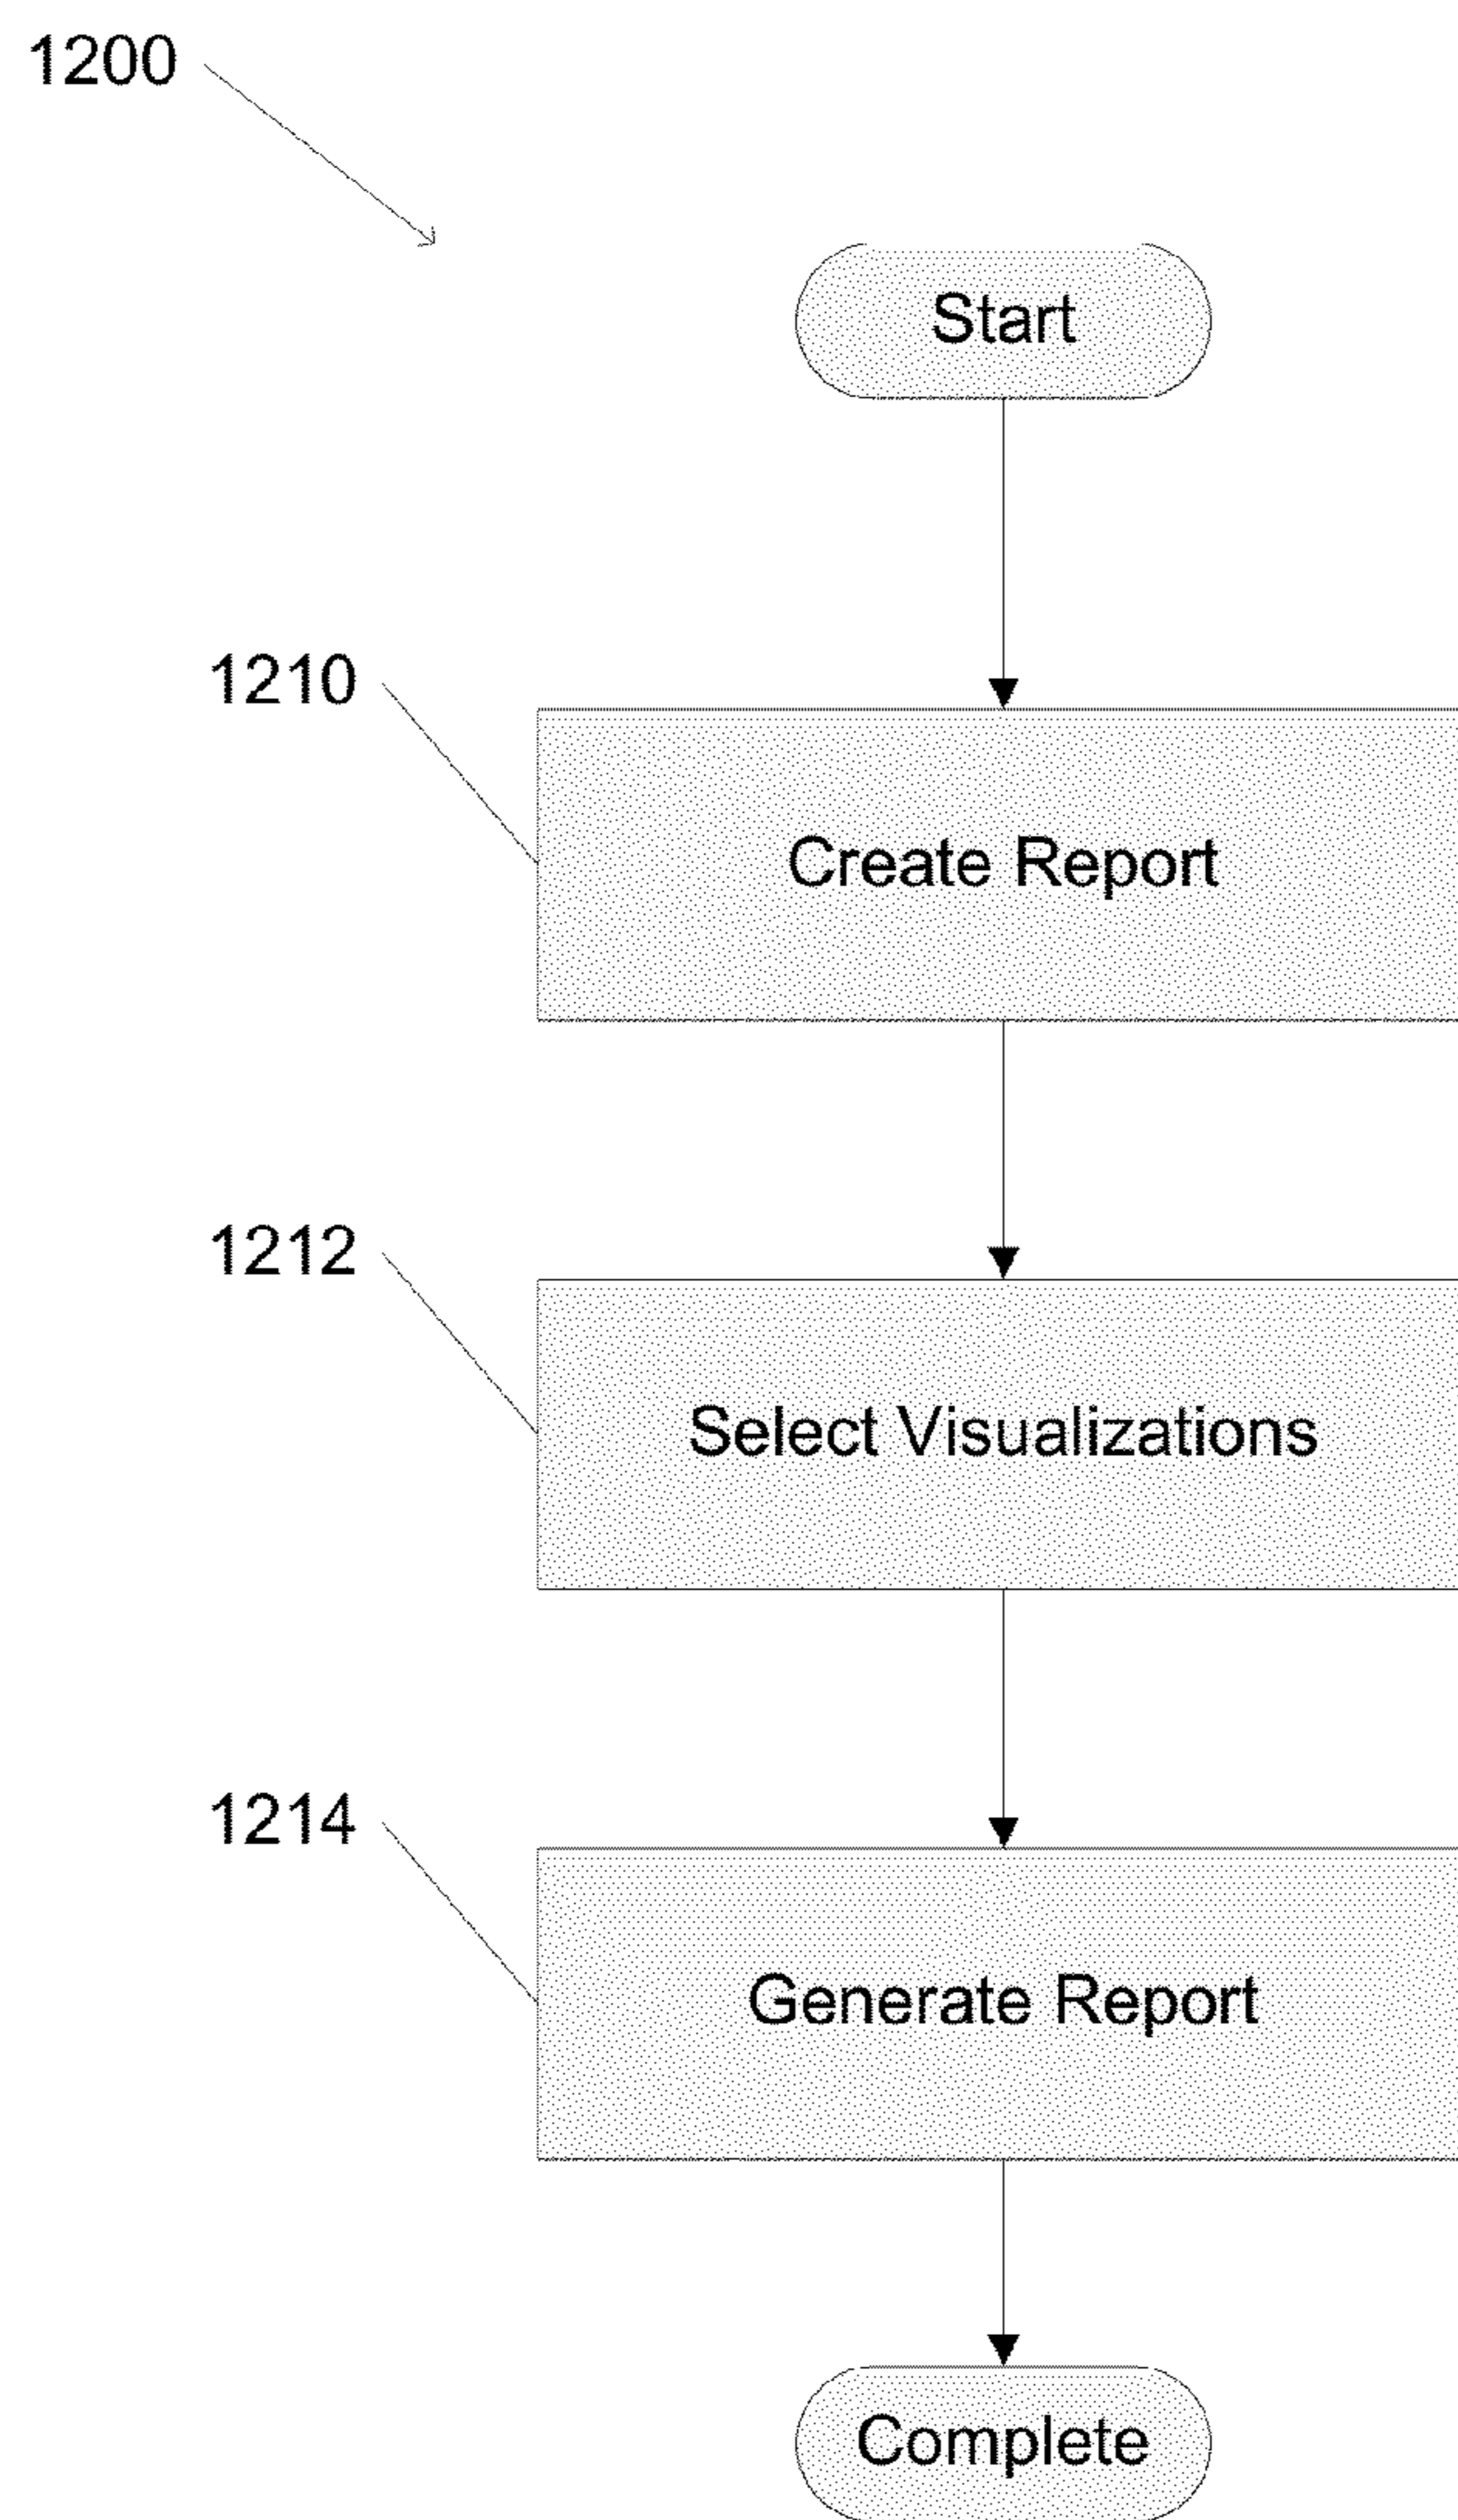 1200
Start
1210
Create Report
1212
Select Visualizations
1214
Generate Report
Complete